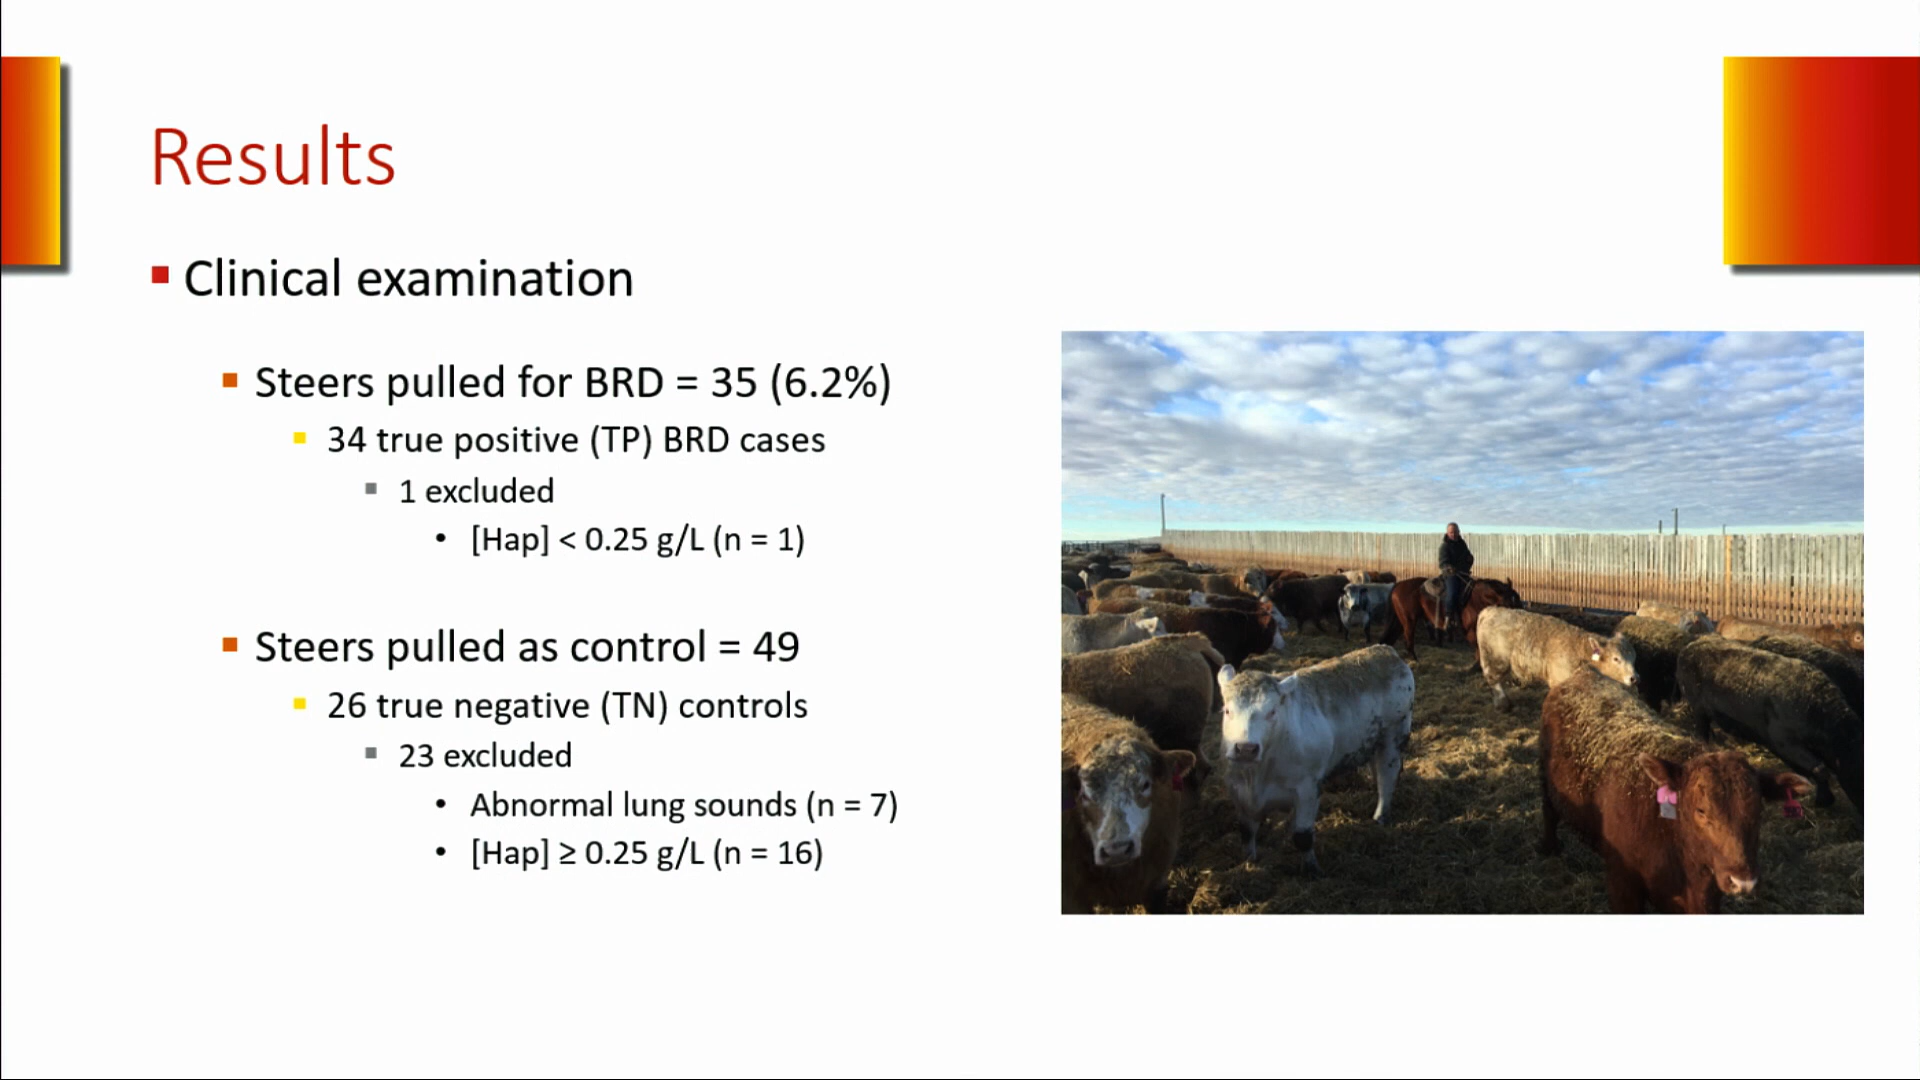 Results
Clinical examination
Steers pulled for BRD = 35 (6.2%)
34 true positive (TP) BRD cases
1 excluded
[Hap] < 0.25 g/L (n = 1)
Steers pulled as control = 49
26 true negative (TN) controls
23 excluded
Abnormal lung sounds (n = 7)
[Hap] ≥ 0.25 g/L (n = 16)